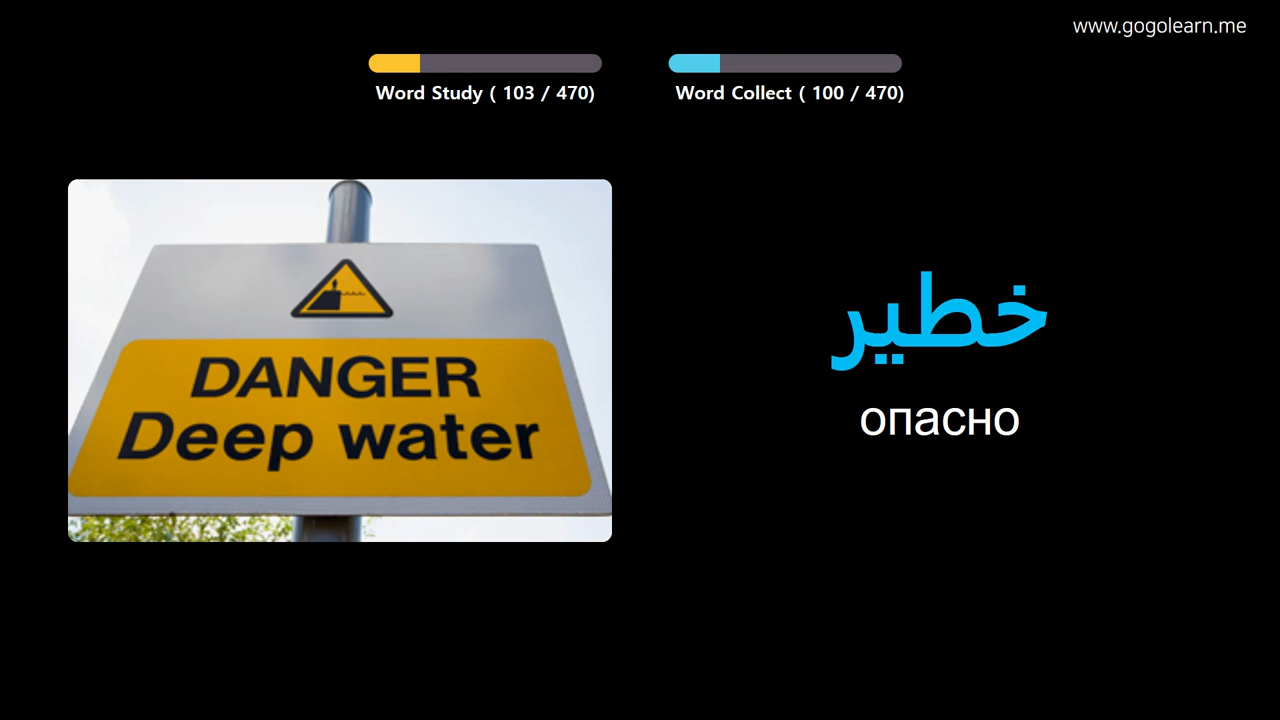 www.gogolearn.me
Word Study ( 103 / 470)
Word Collect ( 100 / 470)
DANGER
Deep water
خطير
опасно